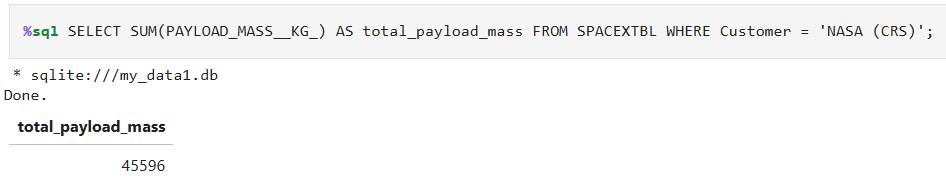 %sql SELECT SUM(PAYLOAD_MASS__KG_) AS total_payload_mass FROM SPACEXTBL WHERE Customer = 'NASA (CRS)';
* sqlite:///my_data1.db
Done.
total_payload_mass
45596